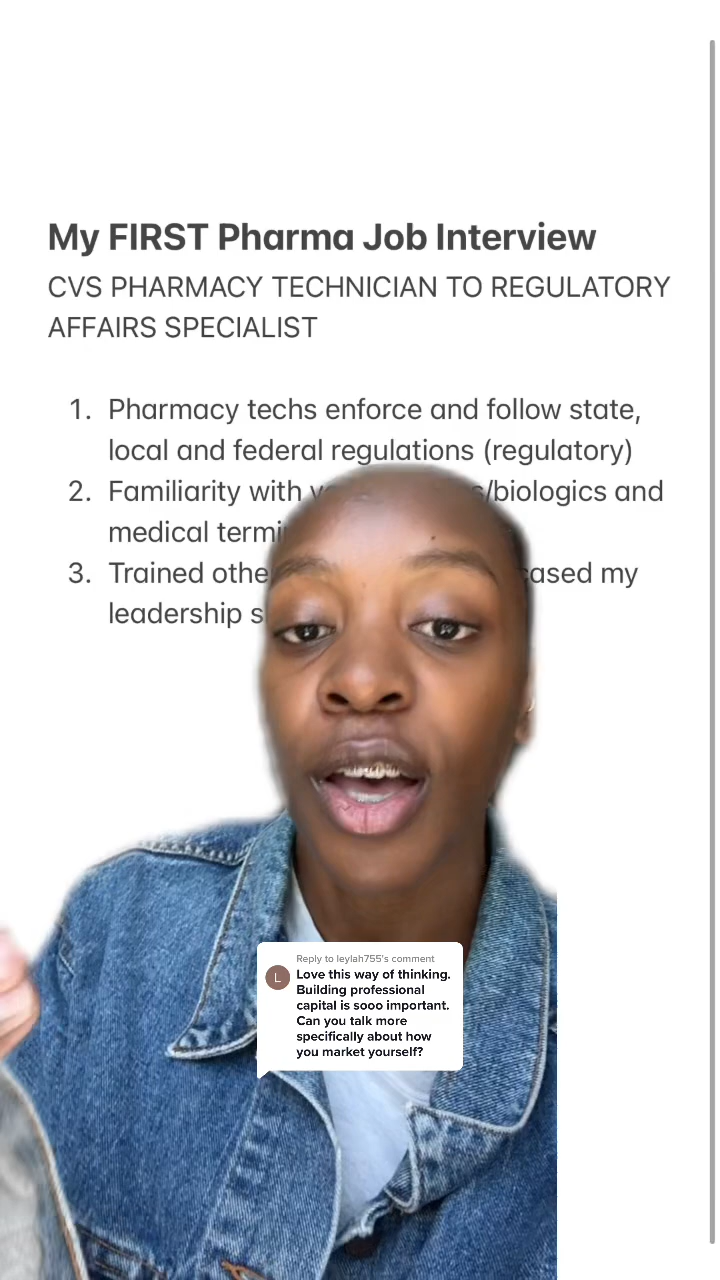 My FIRST Pharma Job Interview
CVS PHARMACY TECHNICIAN TO REGULATORY
AFFAIRS SPECIALIST
1. Pharmacy techs enforce and follow state,
local and federal regulations (regulatory)
2. Familiarity with /biologics and
medical
3. Trained my
leadership
Reply to leylah755's comment
L
Love this way of thinking.
Building professional
capital is sooo important.
Can you talk more
specifically about how
you market yourself?